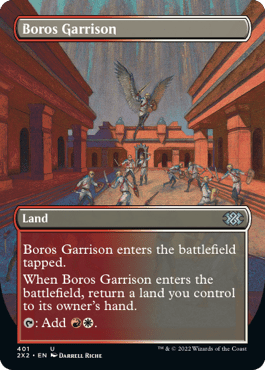 Boros Garrison
Land
Boros Garrison enters the battlefield
tapped.
When Boros Garrison enters the
battlefield, return a land you control
to its owner's hand.
: Add .
401 U
2X2 • EN Darrell Riche
™ & © 2022 Wizards of the Coast